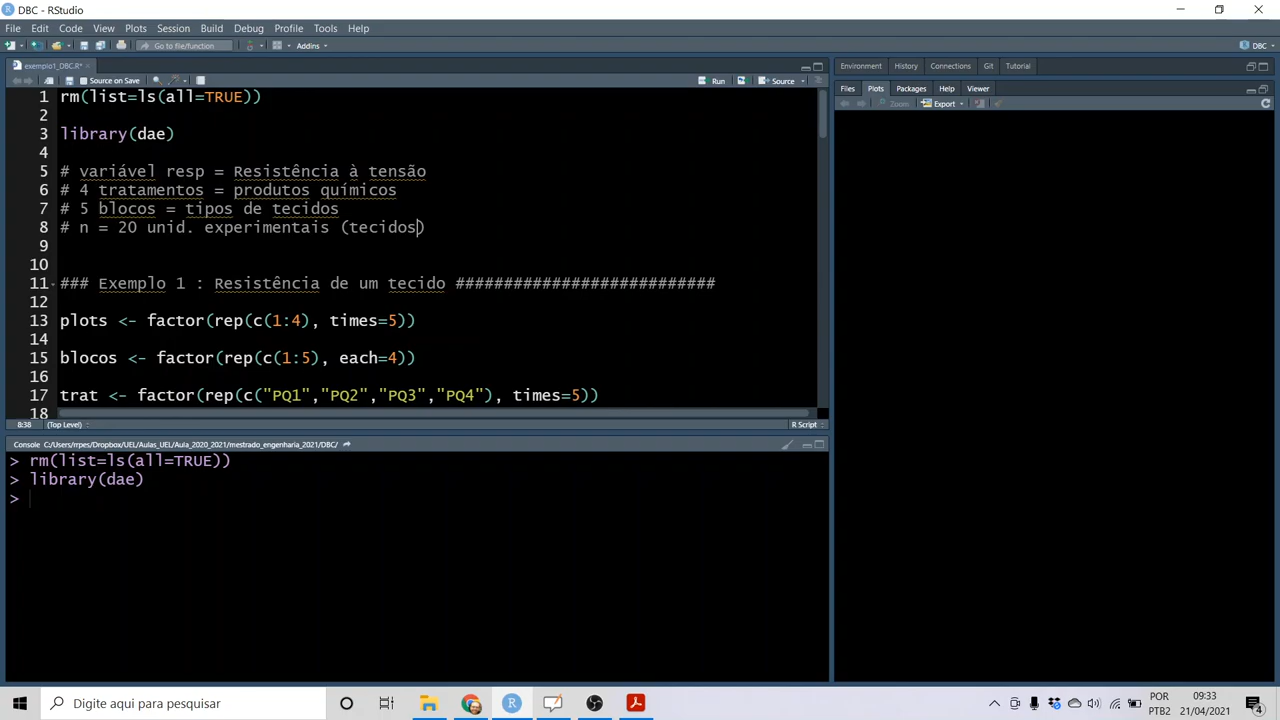 DBC - RStudio
File Edit Code View Plots Session Build Debug Profile Tools Help
Go to file/function Addins DBC
exemplo1_DBC.R*
Source on Save Run Source
1 rm(list=ls(all=TRUE))
2
3 library(dae)
4
5 # variável resp = Resistência à tensão
6 # 4 tratamentos = produtos químicos
7 # 5 blocos = tipos de tecidos
8 # n = 20 unid. experimentais (tecidos)
9
10
11 ### Exemplo 1 : Resistência de um tecido ###########################
12
13 plots <- factor(rep(c(1:4), times=5))
14
15 blocos <- factor(rep(c(1:5), each=4))
16
17 trat <- factor(rep(c("PQ1","PQ2","PQ3","PQ4"), times=5))
18
8:38 (Top Level) R Script
Console C:/Users/rrpes/Dropbox/UEL/Aulas_UEL/Aula_2020_2021/mestrado_engenharia_2021/DBC/
> rm(list=ls(all=TRUE))
> library(dae)
>
Environment History Connections Git Tutorial
Files Plots Packages Help Viewer
Zoom Export
Digite aqui para pesquisar
POR
PTB2
09:33
21/04/2021
4